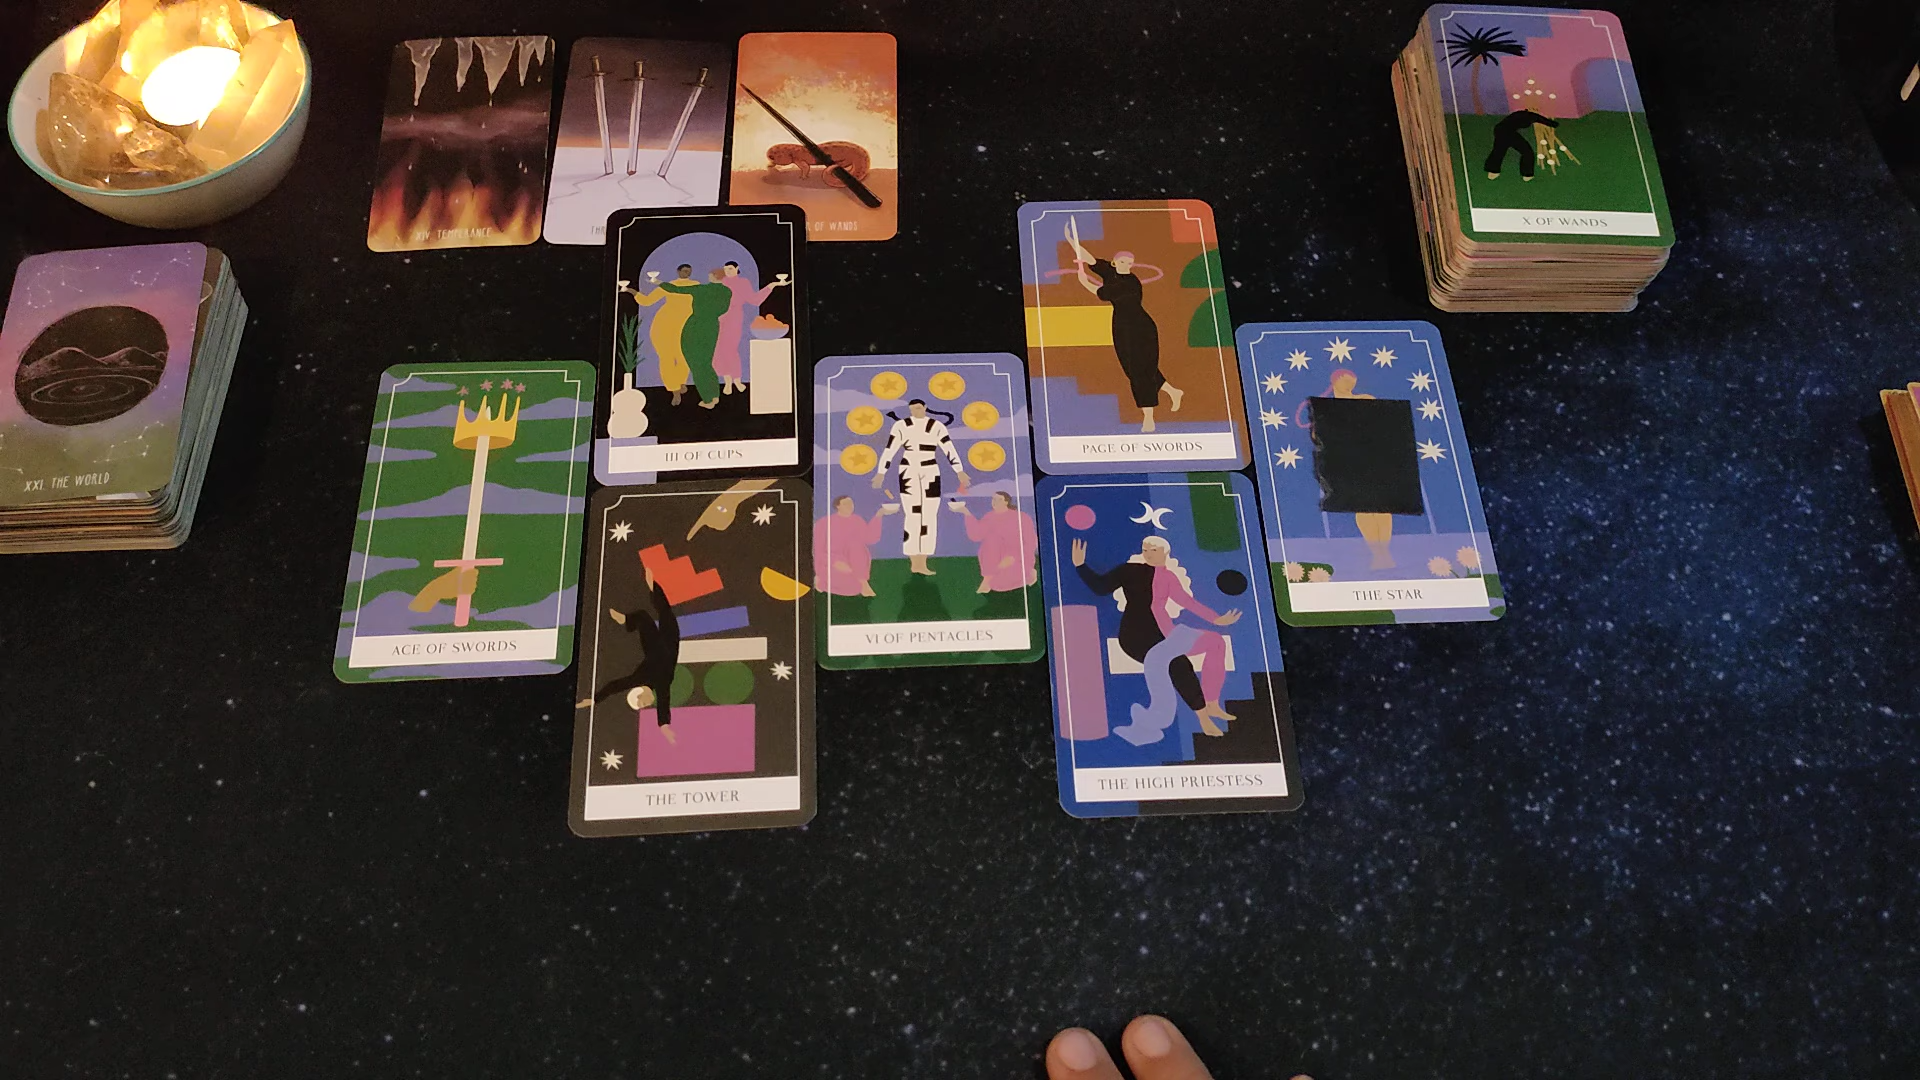 XIV. TEMPERANCE
OF WANDS
X OF WANDS
III OF CUPS
PAGE OF SWORDS
XXI. THE WORLD
ACE OF SWORDS
VI OF PENTACLES
THE STAR
THE TOWER
THE HIGH PRIESTESS